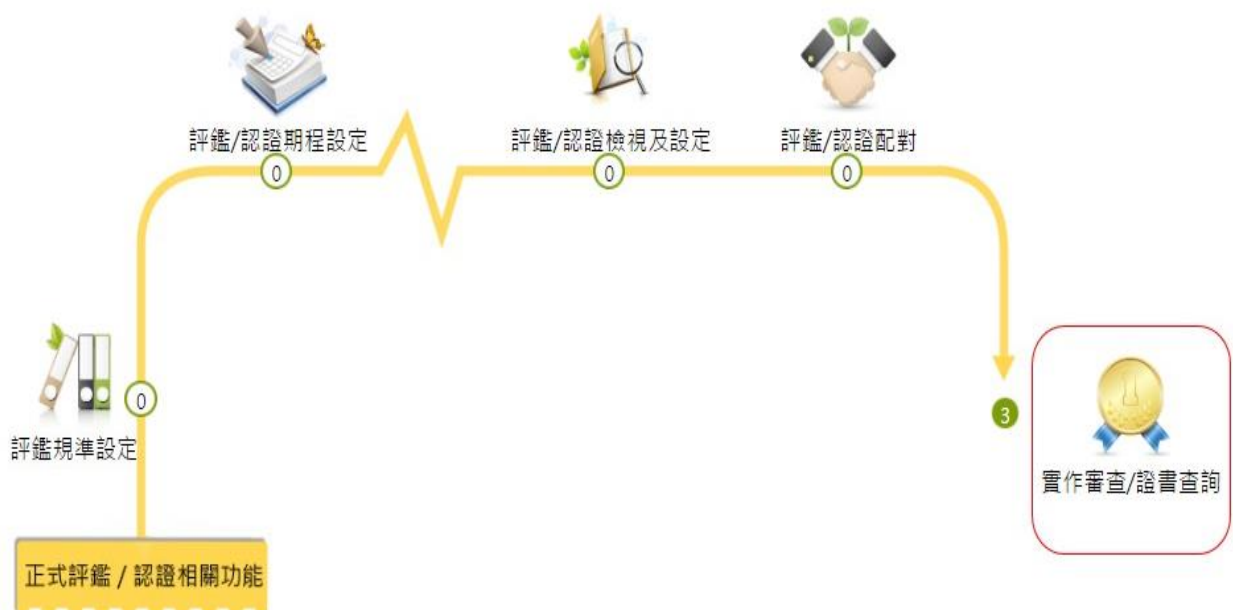 評鑑/認證期程設定
0
評鑑/認證檢視及設定
0
評鑑/認證配對
0
評鑑規準設定
0
3
實作審查/證書查詢
正式評鑑 / 認證相關功能